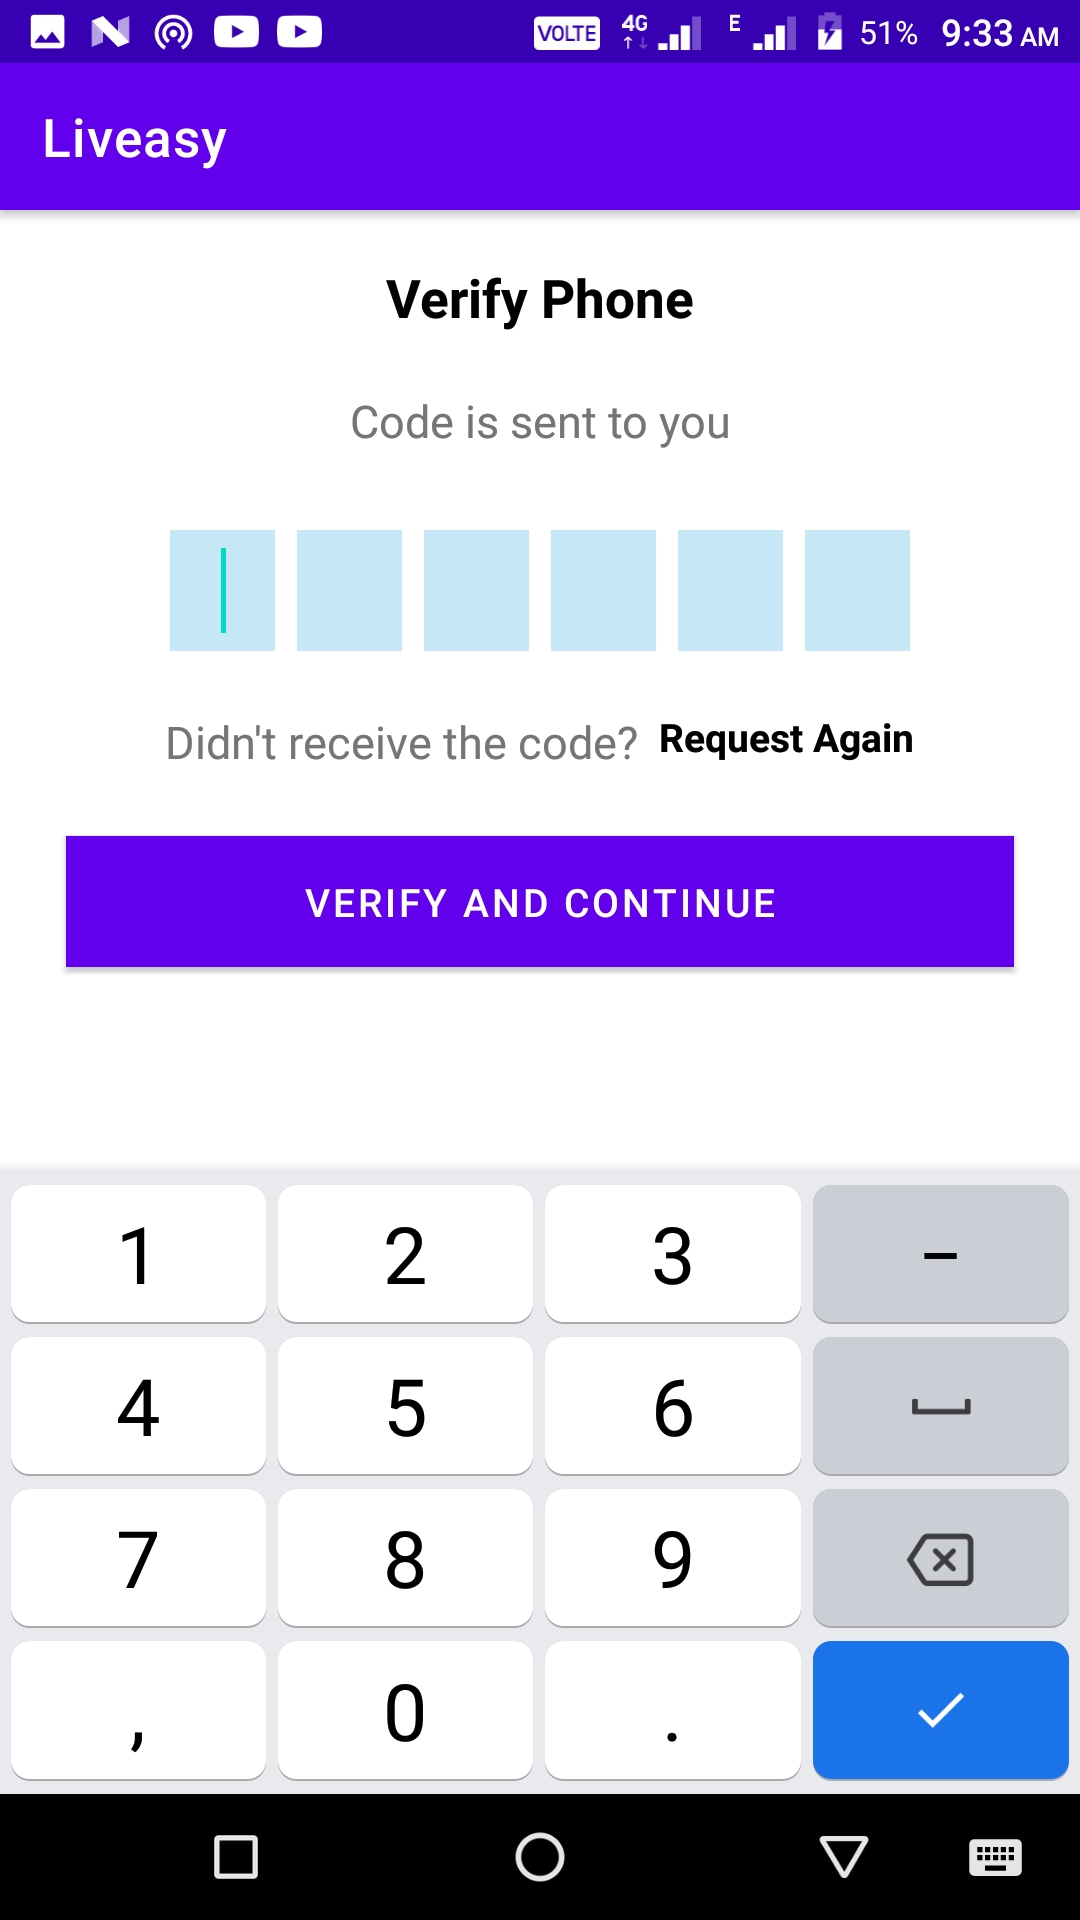 VOLTE 4G E 51% 9:33 AM
Liveasy
Verify Phone
Code is sent to you
Didn't receive the code? Request Again
VERIFY AND CONTINUE
1 2 3 –
4 5 6
7 8 9
, 0 .